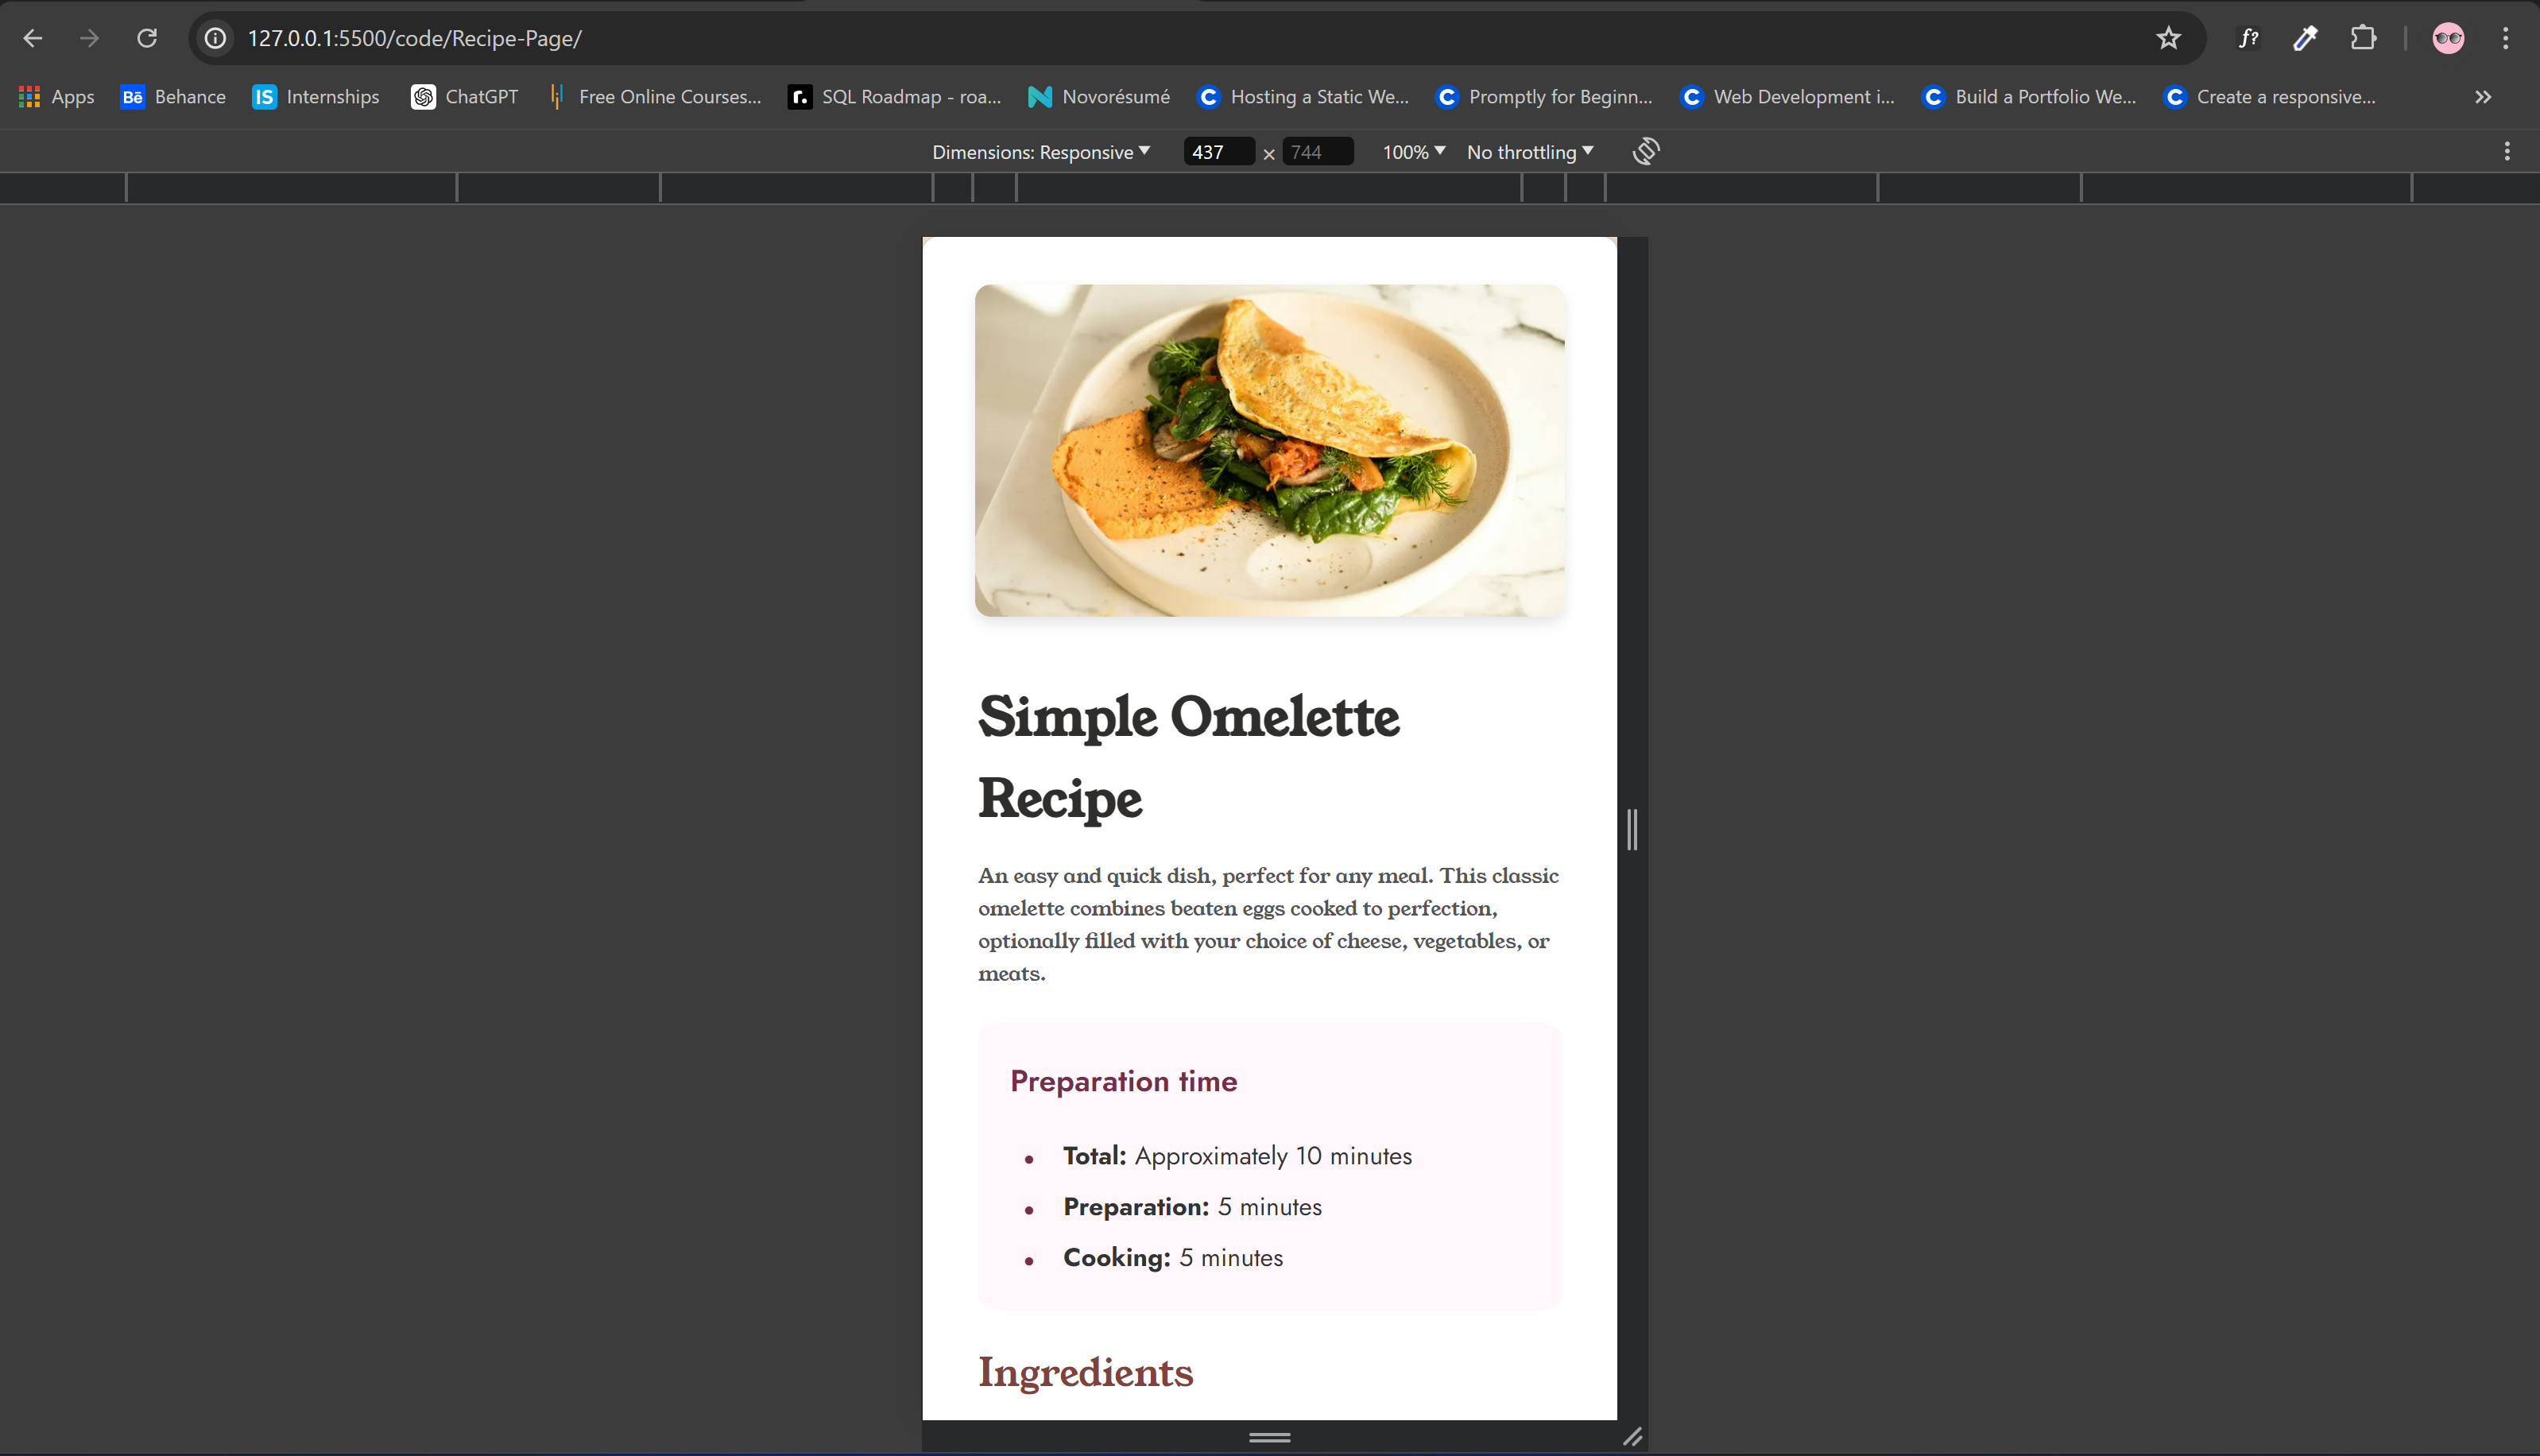 127.0.0.1:5500/code/Recipe-Page/
f?
Apps
Bē Behance
IS Internships
ChatGPT
Free Online Courses...
r. SQL Roadmap - roa...
Novorésumé
C Hosting a Static We...
C Promptly for Beginn...
C Web Development i...
C Build a Portfolio We...
C Create a responsive...
Dimensions: Responsive 437 × 744 100% No throttling
Simple Omelette
Recipe
An easy and quick dish, perfect for any meal. This classic
omelette combines beaten eggs cooked to perfection,
optionally filled with your choice of cheese, vegetables, or
meats.
Preparation time
• Total: Approximately 10 minutes
• Preparation: 5 minutes
• Cooking: 5 minutes
Ingredients